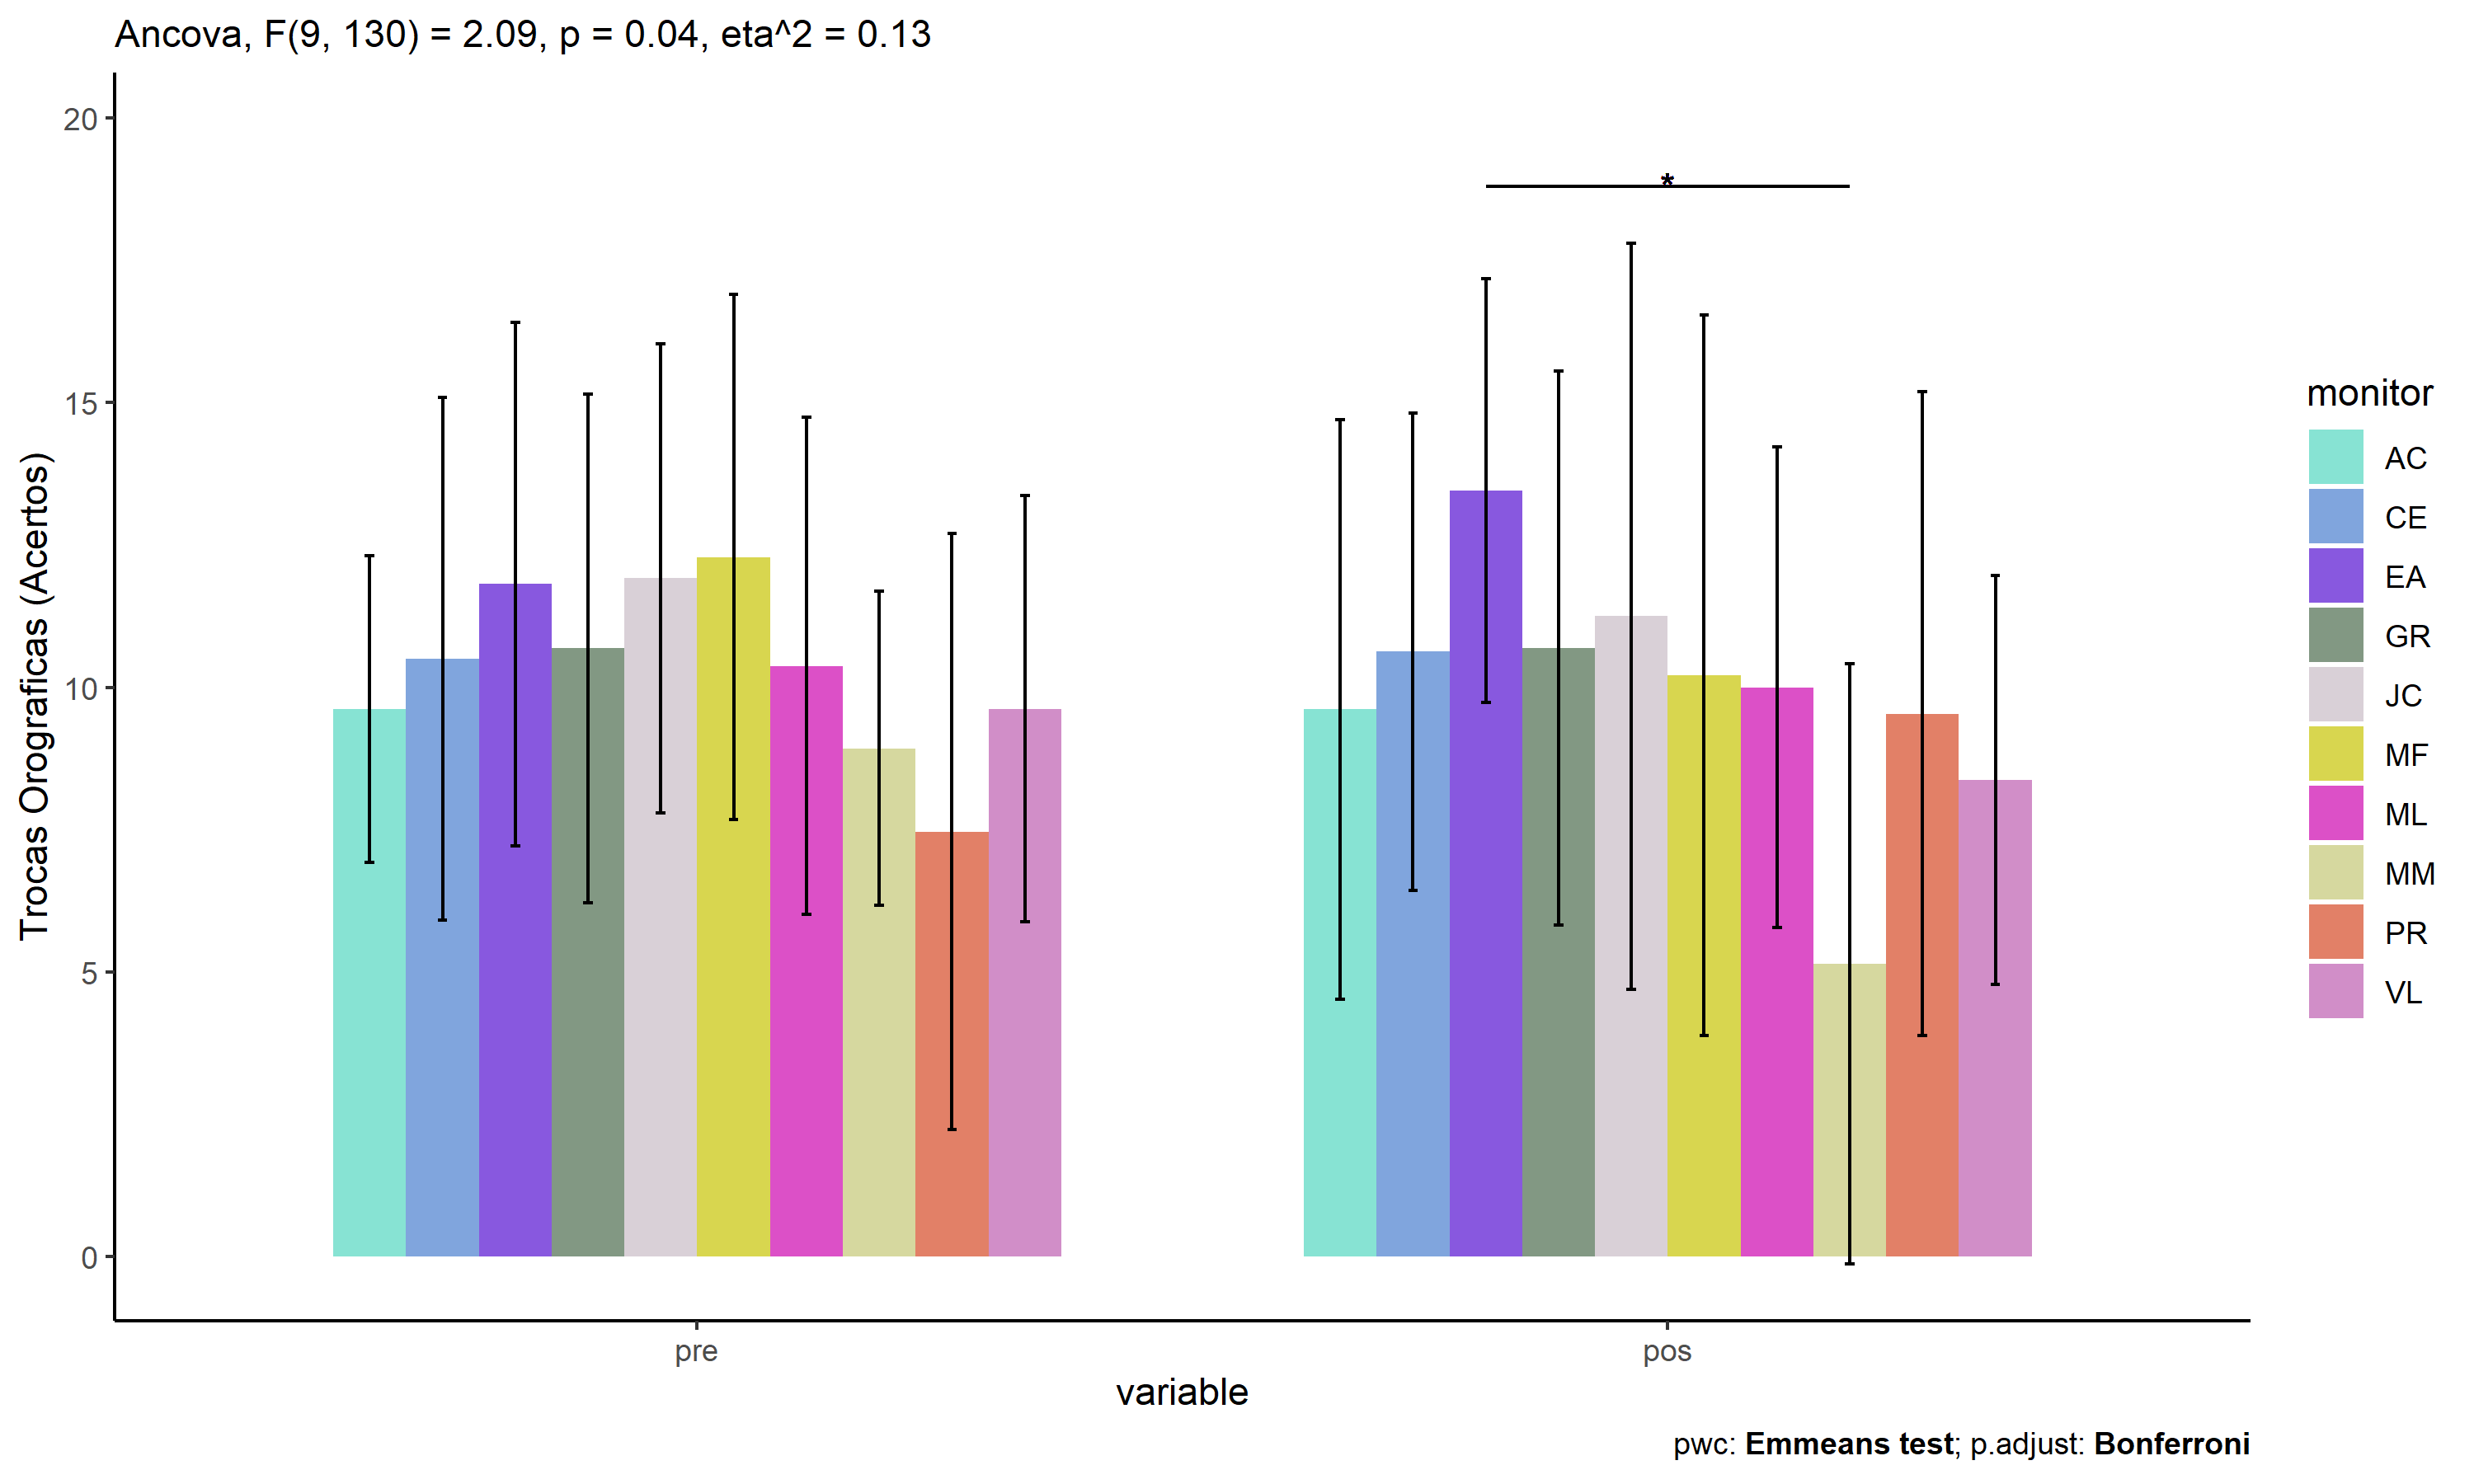 Ancova, F(9, 130) = 2.09, p = 0.04, eta^2 = 0.13
Trocas Orograficas (Acertos)
20
15
10
5
0
*
pre
pos
variable
monitor
AC
CE
EA
GR
JC
MF
ML
MM
PR
VL
pwc: Emmeans test; p.adjust: Bonferroni